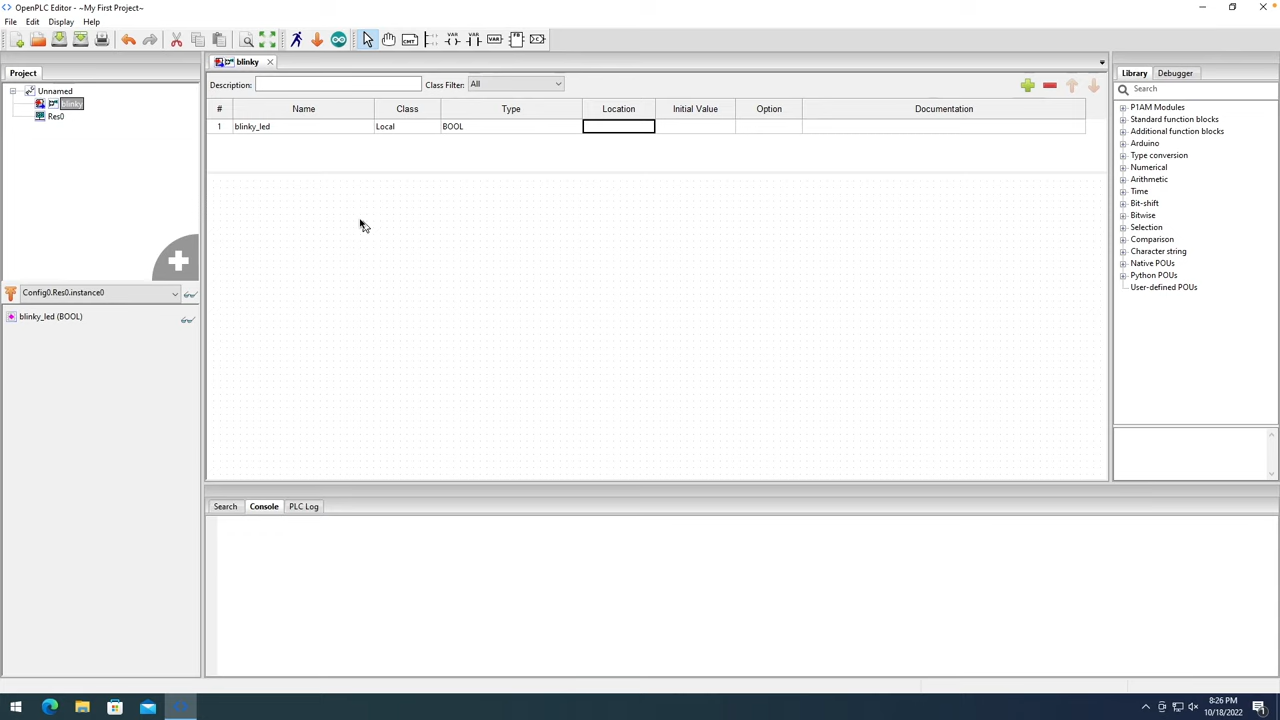 OpenPLC Editor - ~My First Project~
File Edit Display Help
CMT VAR FB
Project
Unnamed
blinky
Res0
Config0.Res0.instance0
blinky_led (BOOL)
blinky
Description: Class Filter: All
# Name Class Type Location Initial Value Option Documentation
1 blinky_led Local BOOL
Search Console PLC Log
Library Debugger
Search
P1AM Modules
Standard function blocks
Additional function blocks
Arduino
Type conversion
Numerical
Arithmetic
Time
Bit-shift
Bitwise
Selection
Comparison
Character string
Native POUs
Python POUs
User-defined POUs
8:26 PM
10/18/2022
1